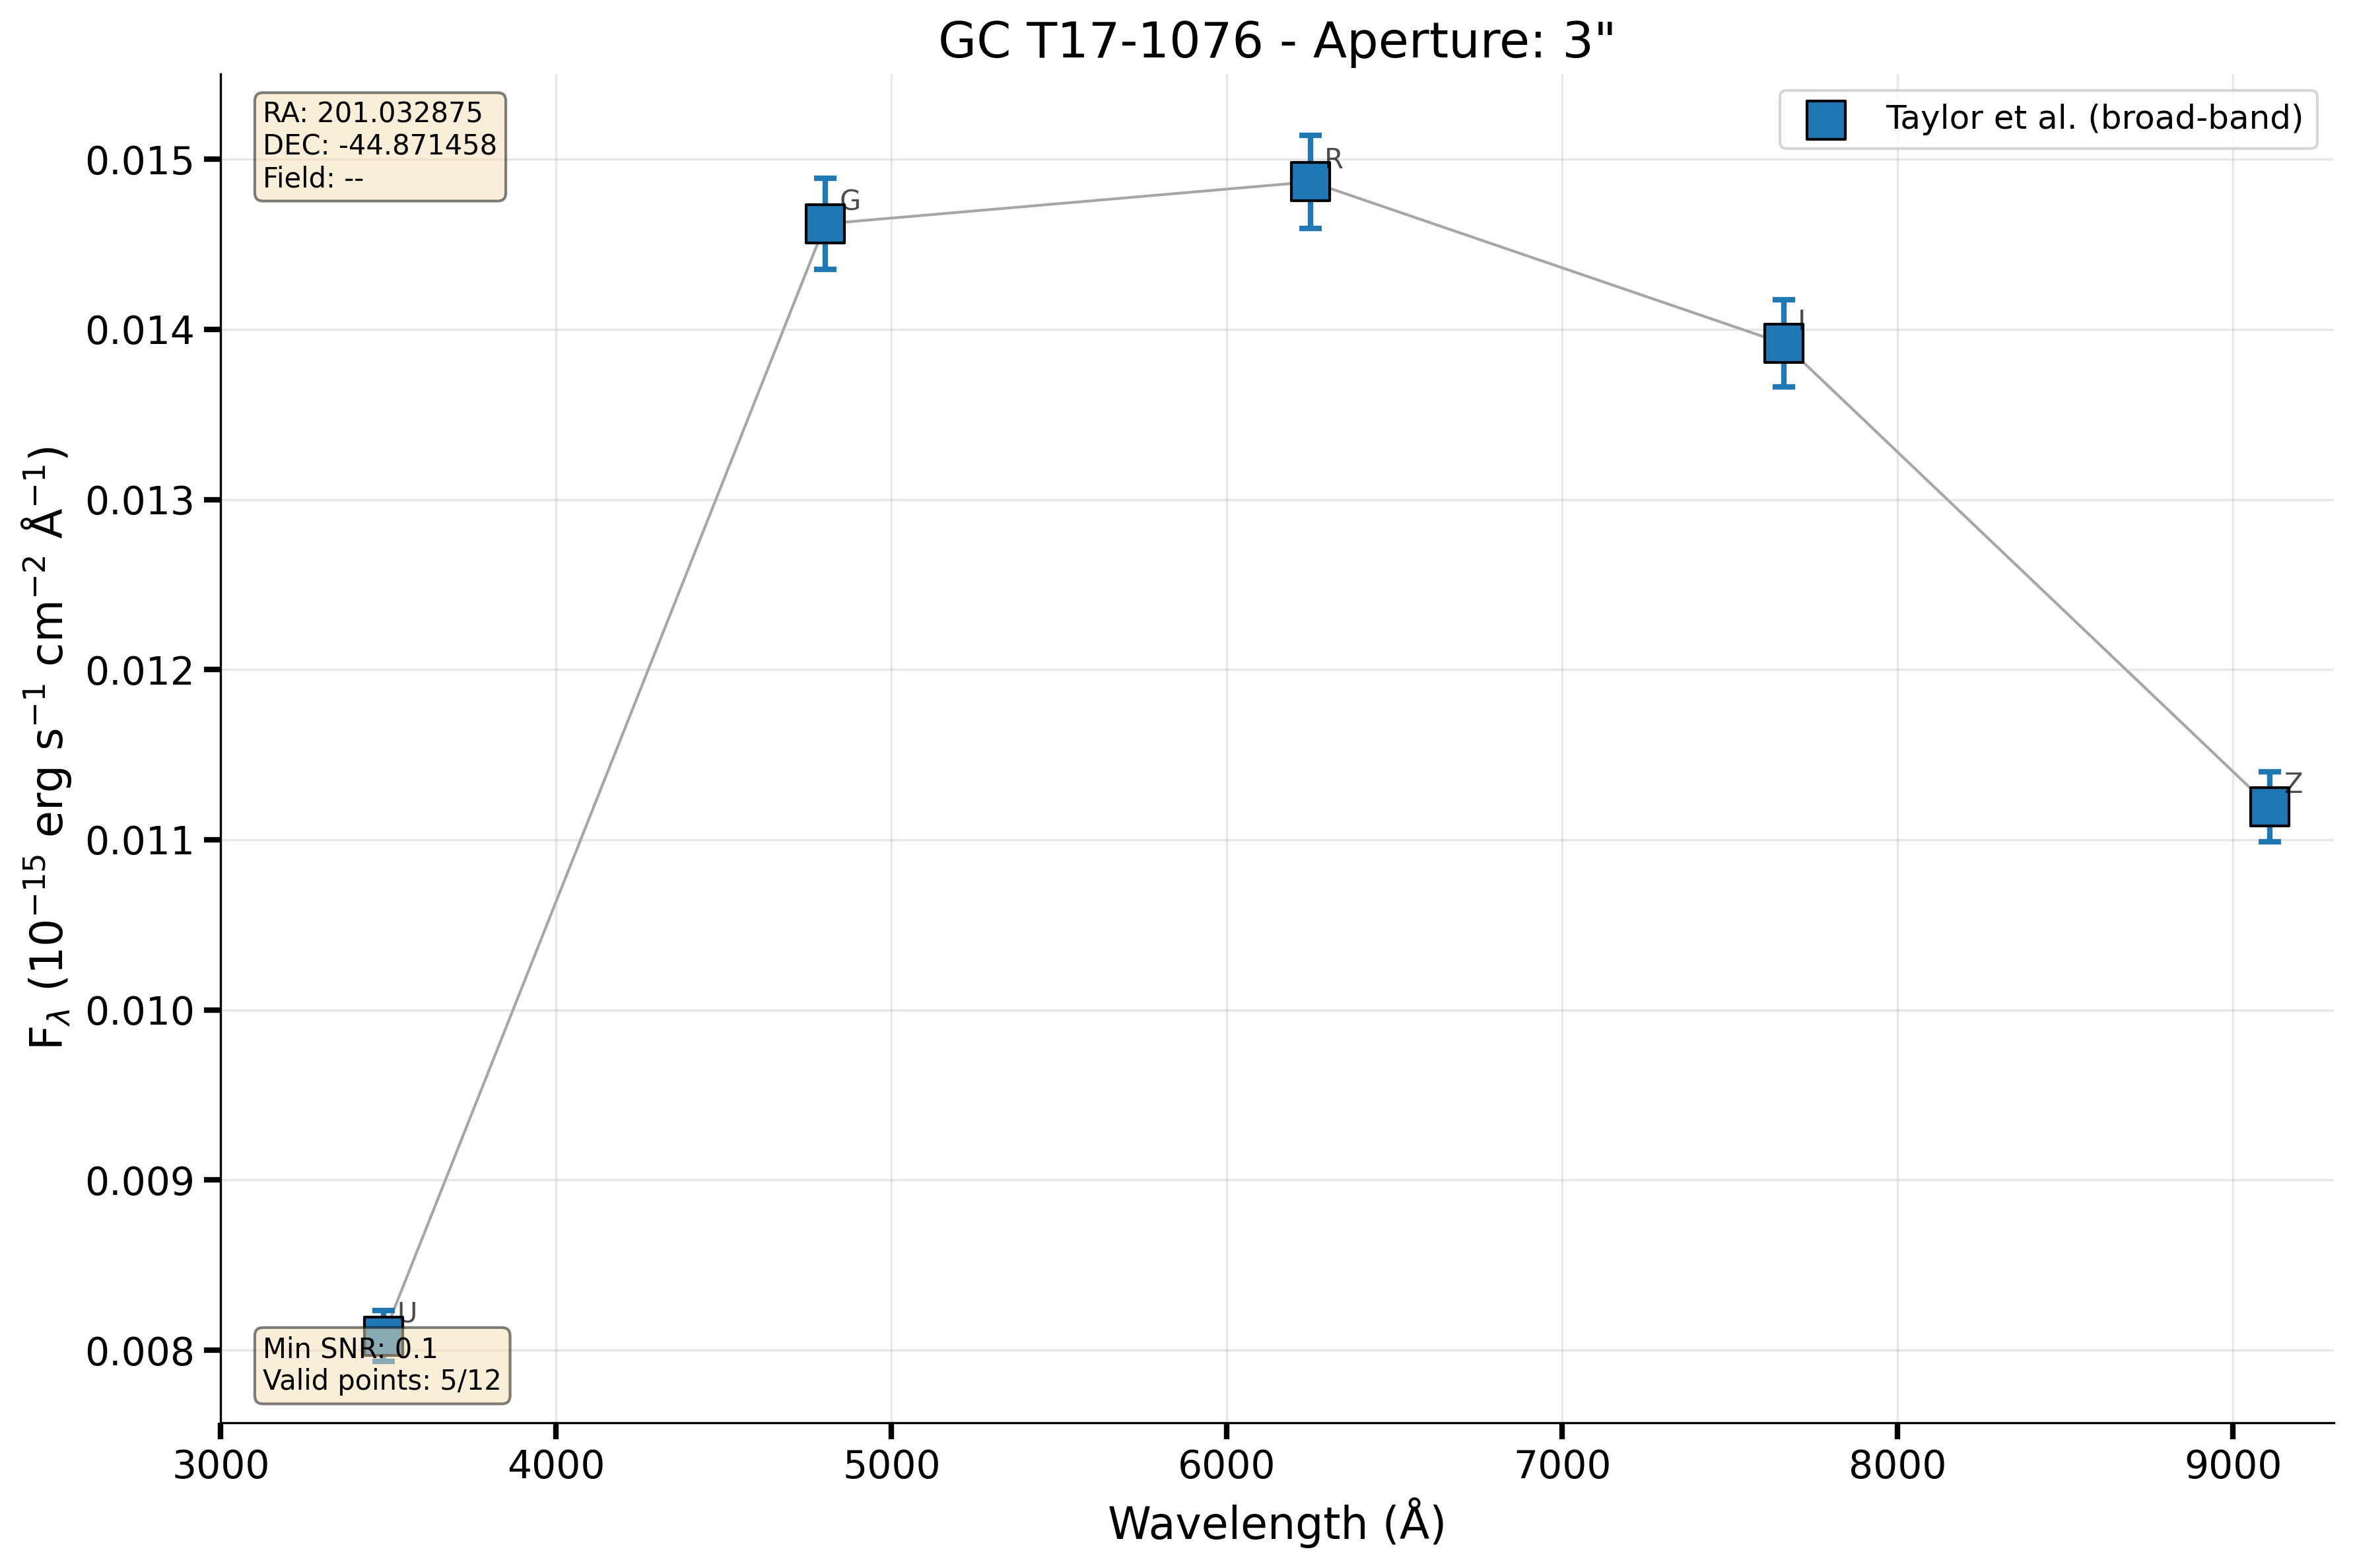 GC T17-1076 - Aperture: 3"
RA: 201.032875
DEC: -44.871458
Field: --
Taylor et al. (broad-band)
G
R
I
Z
U
Min SNR: 0.1
Valid points: 5/12
0.015
0.014
0.013
0.012
0.011
0.010
0.009
0.008
F_λ (10⁻¹⁵ erg s⁻¹ cm⁻² Å⁻¹)
3000 4000 5000 6000 7000 8000 9000
Wavelength (Å)